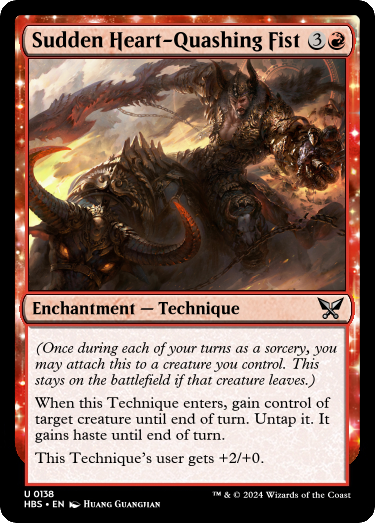 Sudden Heart-Quashing Fist 3
Enchantment — Technique
(Once during each of your turns as a sorcery, you
may attach this to a creature you control. This
stays on the battlefield if that creature leaves.)
When this Technique enters, gain control of
target creature until end of turn. Untap it. It
gains haste until end of turn.
This Technique's user gets +2/+0.
U 0138
HBS • EN Huang Guangjian
™ & © 2024 Wizards of the Coast